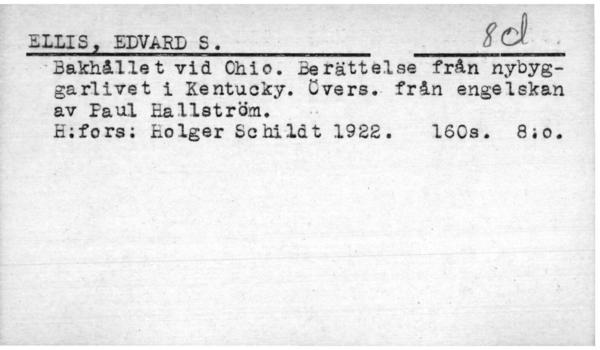 ELLIS, EDVARD S. 8cd
Bakhållet vid Ohio. Berättelse från nybyg-
garlivet i Kentucky. Övers. från engelskan
av Paul Hallström.
H:fors: Holger Schildt 1922. 160s. 8:o.